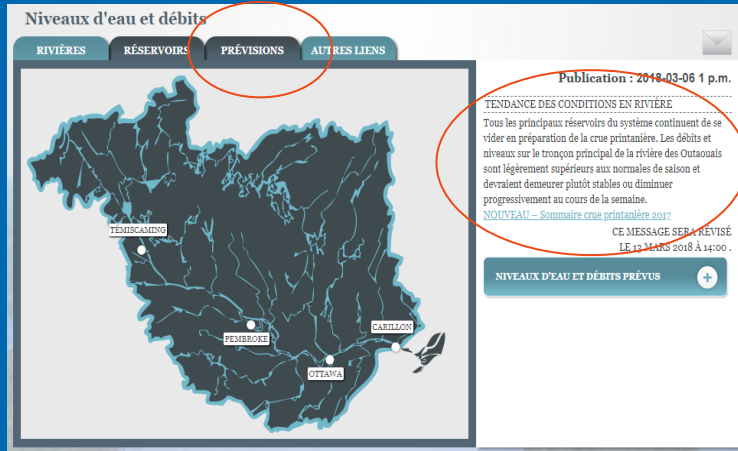 Niveaux d'eau et débits
RIVIÈRES RÉSERVOIRS PRÉVISIONS AUTRES LIENS
Publication : 2018-03-06 1 p.m.
TENDANCE DES CONDITIONS EN RIVIÈRE
Tous les principaux réservoirs du système continuent de se
vider en préparation de la crue printanière. Les débits et
niveaux sur le tronçon principal de la rivière des Outaouais
sont légèrement supérieurs aux normales de saison et
devraient demeurer plutôt stables ou diminuer
progressivement au cours de la semaine.
NOUVEAU – Sommaire crue printanière 2017
CE MESSAGE SERA RÉVISÉ
LE 13 MARS 2018 À 14:00 .
NIVEAUX D'EAU ET DÉBITS PRÉVUS +
TÉMISCAMING
PEMBROKE
CARILLON
OTTAWA